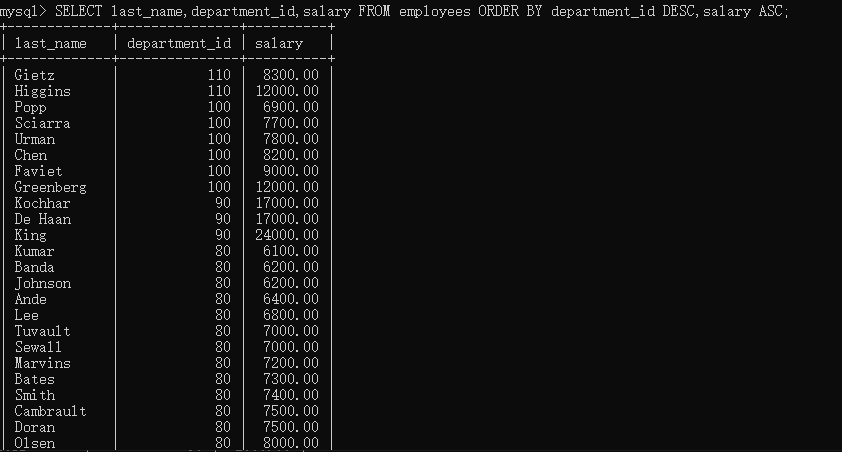 mysql> SELECT last_name,department_id,salary FROM employees ORDER BY department_id DESC,salary ASC;
+-------------+---------------+----------+
| last_name   | department_id | salary   |
+-------------+---------------+----------+
| Gietz       |           110 |  8300.00 |
| Higgins     |           110 | 12000.00 |
| Popp        |           100 |  6900.00 |
| Sciarra     |           100 |  7700.00 |
| Urman       |           100 |  7800.00 |
| Chen        |           100 |  8200.00 |
| Faviet      |           100 |  9000.00 |
| Greenberg   |           100 | 12000.00 |
| Kochhar     |            90 | 17000.00 |
| De Haan     |            90 | 17000.00 |
| King        |            90 | 24000.00 |
| Kumar       |            80 |  6100.00 |
| Banda       |            80 |  6200.00 |
| Johnson     |            80 |  6200.00 |
| Ande        |            80 |  6400.00 |
| Lee         |            80 |  6800.00 |
| Tuvault     |            80 |  7000.00 |
| Sewall      |            80 |  7000.00 |
| Marvins     |            80 |  7200.00 |
| Bates       |            80 |  7300.00 |
| Smith       |            80 |  7400.00 |
| Cambrault   |            80 |  7500.00 |
| Doran       |            80 |  7500.00 |
| Olsen       |            80 |  8000.00 |